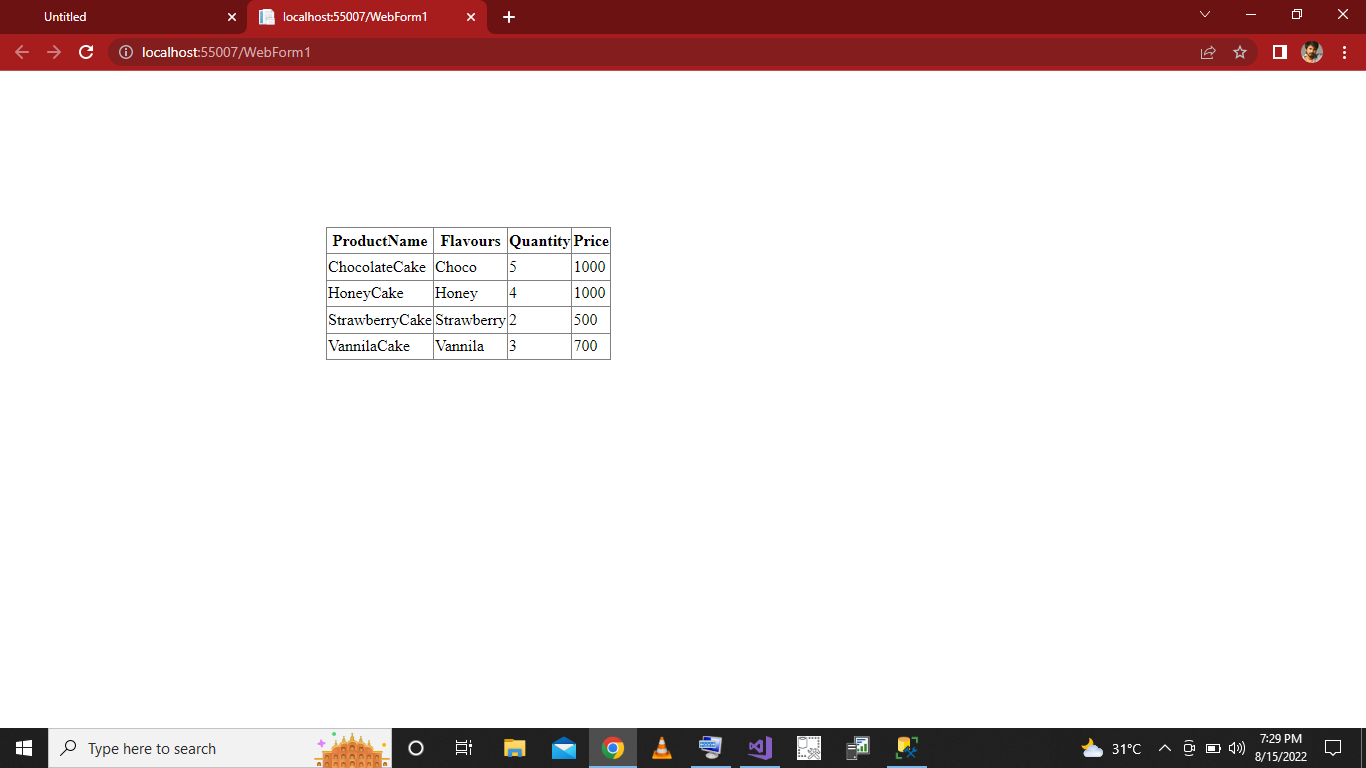 Untitled
localhost:55007/WebForm1
localhost:55007/WebForm1
ProductName Flavours Quantity Price
ChocolateCake Choco 5 1000
HoneyCake Honey 4 1000
StrawberryCake Strawberry 2 500
VannilaCake Vannila 3 700
Type here to search
31°C
7:29 PM
8/15/2022